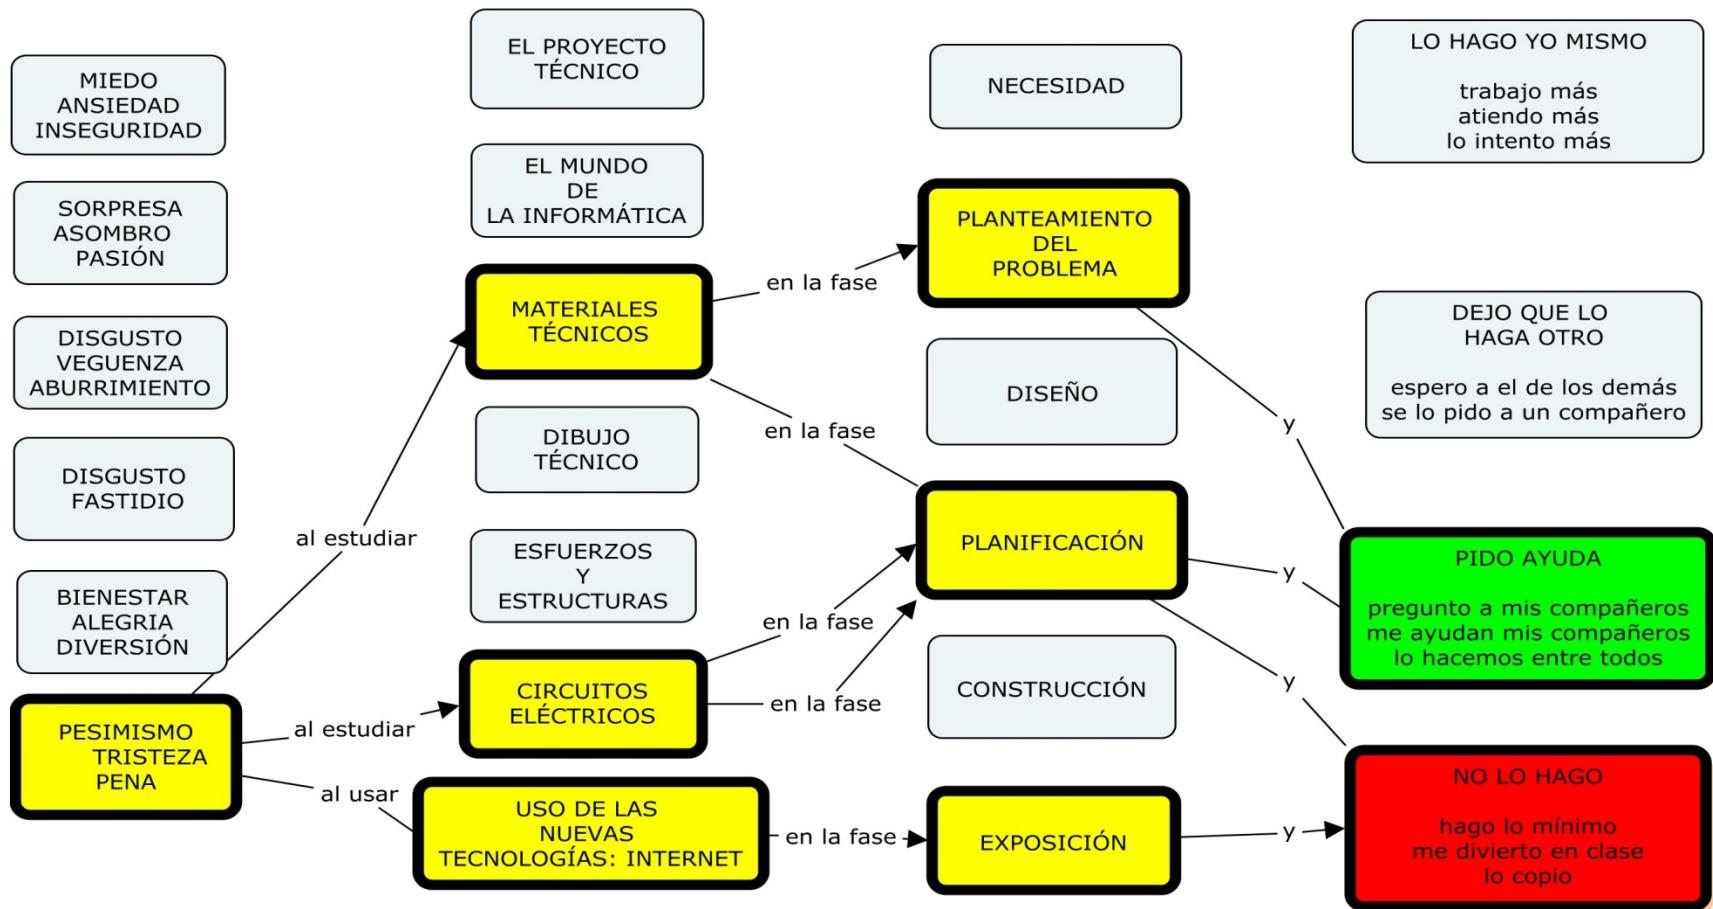 MIEDO
ANSIEDAD
INSEGURIDAD
SORPRESA
ASOMBRO
PASIÓN
DISGUSTO
VEGUENZA
ABURRIMIENTO
DISGUSTO
FASTIDIO
BIENESTAR
ALEGRIA
DIVERSIÓN
PESIMISMO
TRISTEZA
PENA
al estudiar
al estudiar
al usar
EL PROYECTO
TÉCNICO
EL MUNDO
DE
LA INFORMÁTICA
MATERIALES
TÉCNICOS
DIBUJO
TÉCNICO
ESFUERZOS
Y
ESTRUCTURAS
CIRCUITOS
ELÉCTRICOS
USO DE LAS
NUEVAS
TECNOLOGÍAS: INTERNET
en la fase
en la fase
en la fase
en la fase
en la fase
NECESIDAD
PLANTEAMIENTO
DEL
PROBLEMA
DISEÑO
PLANIFICACIÓN
CONSTRUCCIÓN
EXPOSICIÓN
y
y
y
y
LO HAGO YO MISMO
trabajo más
atiendo más
lo intento más
DEJO QUE LO
HAGA OTRO
espero a el de los demás
se lo pido a un compañero
PIDO AYUDA
pregunto a mis compañeros
me ayudan mis compañeros
lo hacemos entre todos
NO LO HAGO
hago lo mínimo
me divierto en clase
lo copio